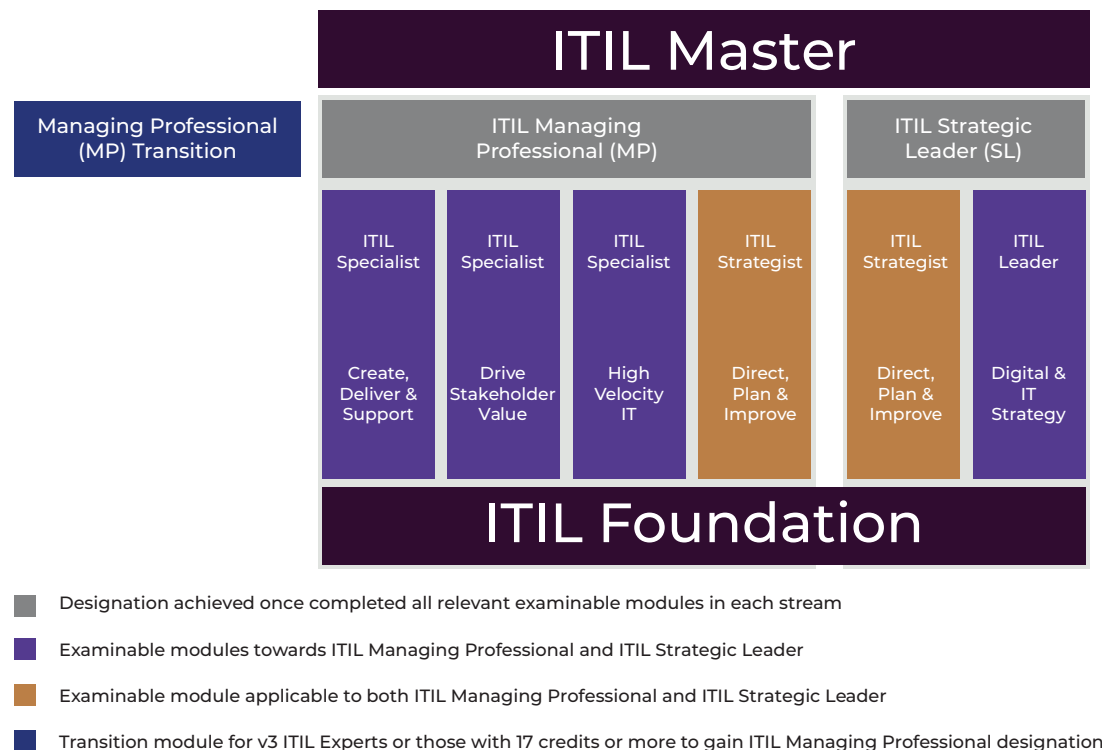 ITIL Master
Managing Professional
(MP) Transition
ITIL Managing
Professional (MP)
ITIL Strategic
Leader (SL)
ITIL
Specialist
Create,
Deliver &
Support
ITIL
Specialist
Drive
Stakeholder
Value
ITIL
Specialist
High
Velocity
IT
ITIL
Strategist
Direct,
Plan &
Improve
ITIL
Strategist
Direct,
Plan &
Improve
ITIL
Leader
Digital &
IT
Strategy
ITIL Foundation
Designation achieved once completed all relevant examinable modules in each stream
Examinable modules towards ITIL Managing Professional and ITIL Strategic Leader
Examinable module applicable to both ITIL Managing Professional and ITIL Strategic Leader
Transition module for v3 ITIL Experts or those with 17 credits or more to gain ITIL Managing Professional designation